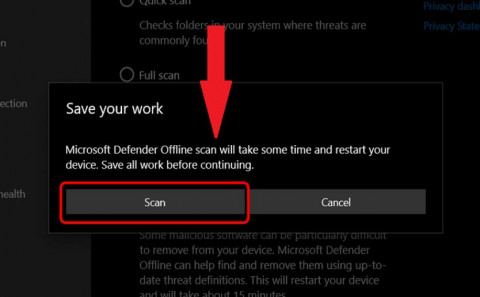 Quick scan
Privacy dashb
Checks folders in your system where threats are
Privacy State
commonly fou
en
Full scan
Save your work
ection
Microsoft Defender Offline scan will take some time and restart your
device. Save all work before continuing.
health
Scan
Cancel
Some malicious software can be particularly difficult
to remove from your device. Microsoft Defender
Offline can help find and remove them using up-to-
date threat definitions. This will restart your device
and will take about 15 minutes.